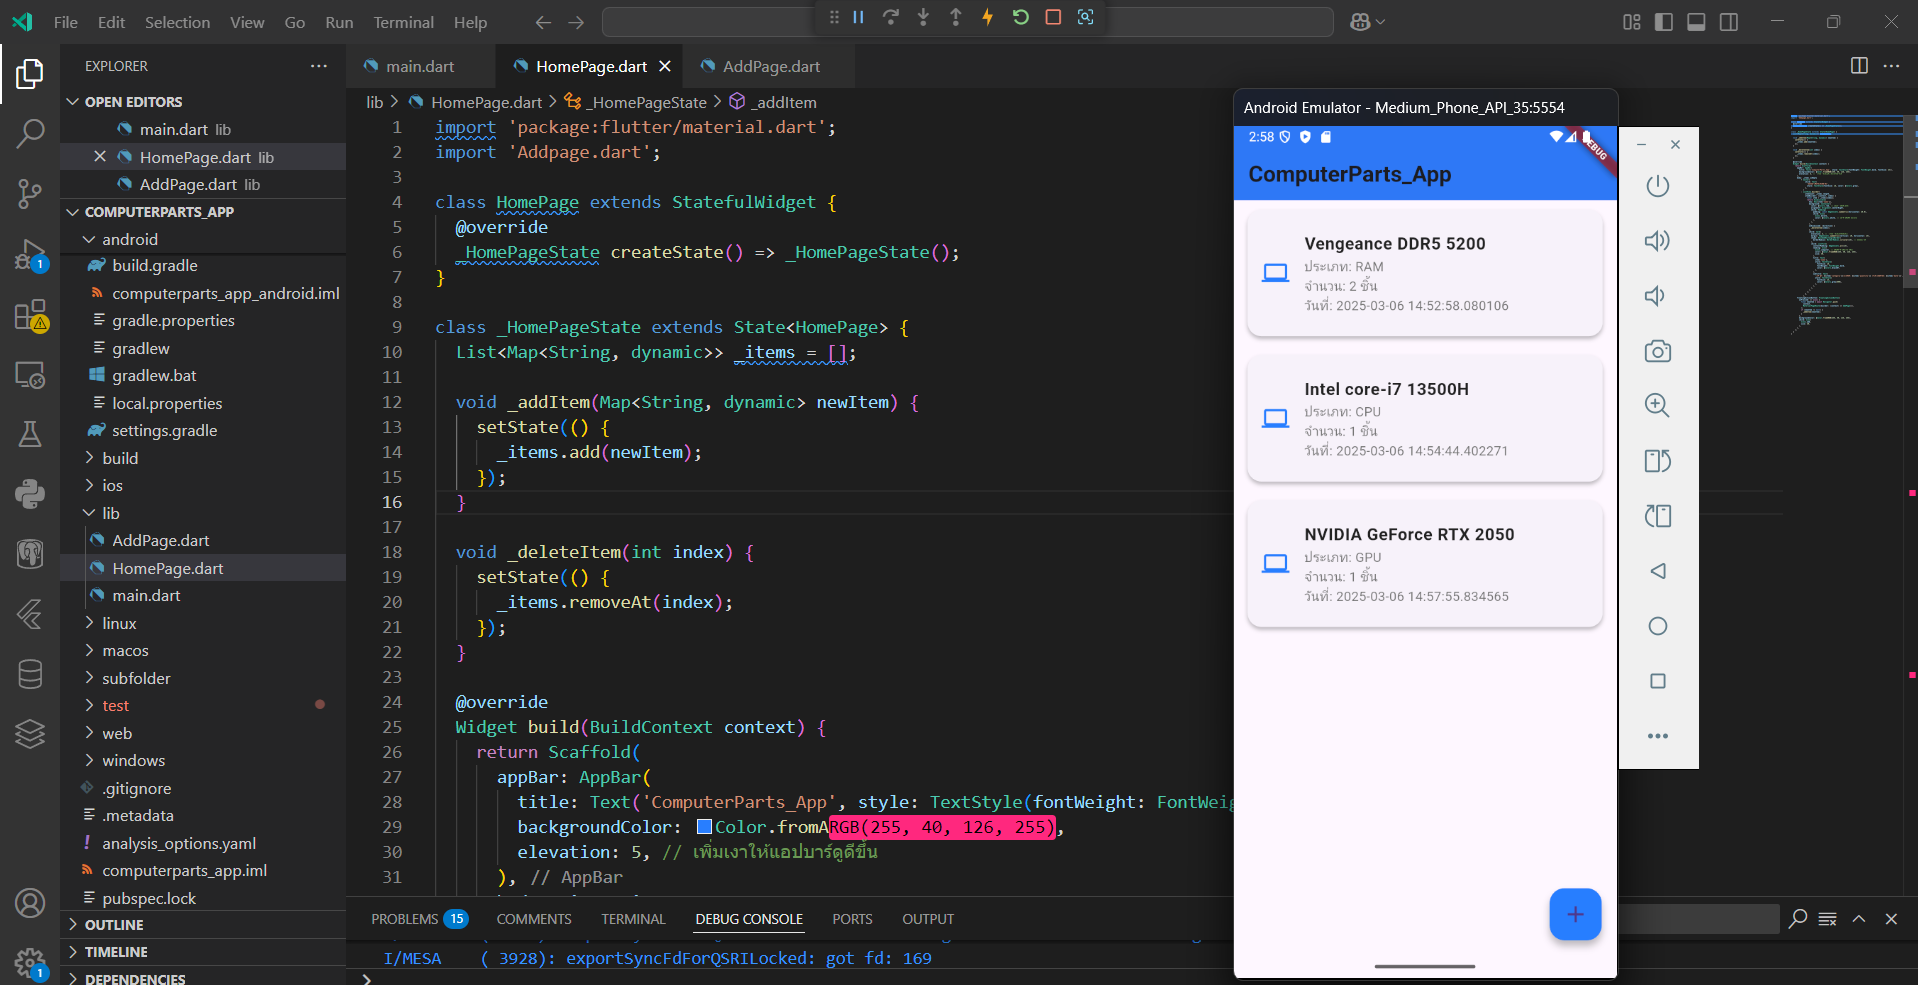 File Edit Selection View Go Run Terminal Help
EXPLORER
OPEN EDITORS
main.dart lib
HomePage.dart lib
AddPage.dart lib
COMPUTERPARTS_APP
android
build.gradle
computerparts_app_android.iml
gradle.properties
gradlew
gradlew.bat
local.properties
settings.gradle
build
ios
lib
AddPage.dart
HomePage.dart
main.dart
linux
macos
subfolder
test
web
windows
.gitignore
.metadata
analysis_options.yaml
computerparts_app.iml
pubspec.lock
OUTLINE
TIMELINE
DEPENDENCIES
1
1
main.dart
HomePage.dart
AddPage.dart
lib > HomePage.dart > _HomePageState > _addItem
1 import 'package:flutter/material.dart';
2 import 'Addpage.dart';
3
4 class HomePage extends StatefulWidget {
5 @override
6 _HomePageState createState() => _HomePageState();
7 }
8
9 class _HomePageState extends State<HomePage> {
10 List<Map<String, dynamic>> _items = [];
11
12 void _addItem(Map<String, dynamic> newItem) {
13 setState(() {
14 _items.add(newItem);
15 });
16 }
17
18 void _deleteItem(int index) {
19 setState(() {
20 _items.removeAt(index);
21 });
22 }
23
24 @override
25 Widget build(BuildContext context) {
26 return Scaffold(
27 appBar: AppBar(
28 title: Text('ComputerParts_App', style: TextStyle(fontWeight: FontWeig
29 backgroundColor: Color.fromARGB(255, 40, 126, 255),
30 elevation: 5, // เพิ่มเงาให้แอปบาร์ดูดีขึ้น
31 ), // AppBar
PROBLEMS 15 COMMENTS TERMINAL DEBUG CONSOLE PORTS OUTPUT
I/MESA ( 3928): exportSyncFdForQSRILocked: got fd: 169
Android Emulator - Medium_Phone_API_35:5554
2:58
ComputerParts_App
Vengeance DDR5 5200
ประเภท: RAM
จำนวน: 2 ชิ้น
วันที่: 2025-03-06 14:52:58.080106
Intel core-i7 13500H
ประเภท: CPU
จำนวน: 1 ชิ้น
วันที่: 2025-03-06 14:54:44.402271
NVIDIA GeForce RTX 2050
ประเภท: GPU
จำนวน: 1 ชิ้น
วันที่: 2025-03-06 14:57:55.834565